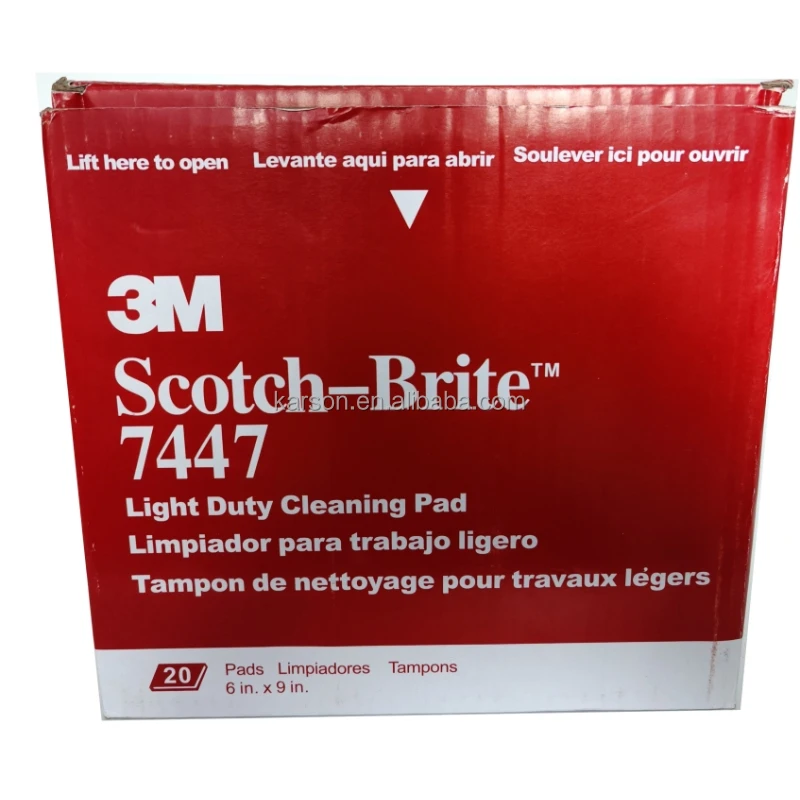 Lift here to open Levante aqui para abrir Soulever ici pour ouvrir
3M
Scotch-Brite™
karson.en.alibaba.com
7447
Light Duty Cleaning Pad
Limpiador para trabajo ligero
Tampon de nettoyage pour travaux légers
20 Pads Limpiadores Tampons
6 in. x 9 in.